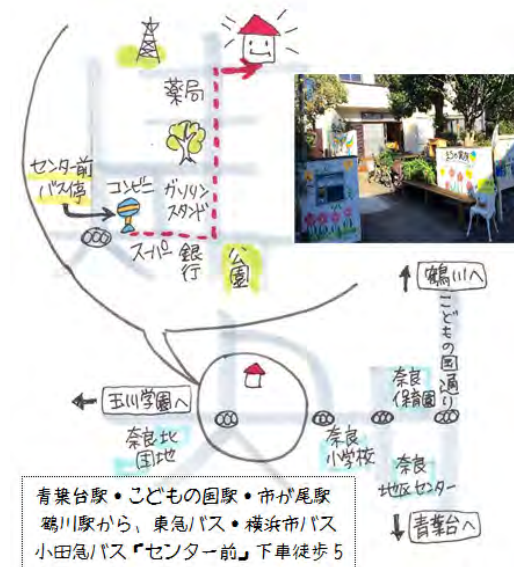 薬局
センター前
バス停
コンビニ
ガソリン
スタンド
スーパー
銀行
公園
↑鶴川へ
こどもの国通り
←玉川学園へ
奈良北
団地
奈良
小学校
奈良
保育園
奈良
地区センター
↓青葉台へ
青葉台駅・こどもの国駅・市が尾駅
鶴川駅から、東急バス・横浜市バス
小田急バス「センター前」下車徒歩5